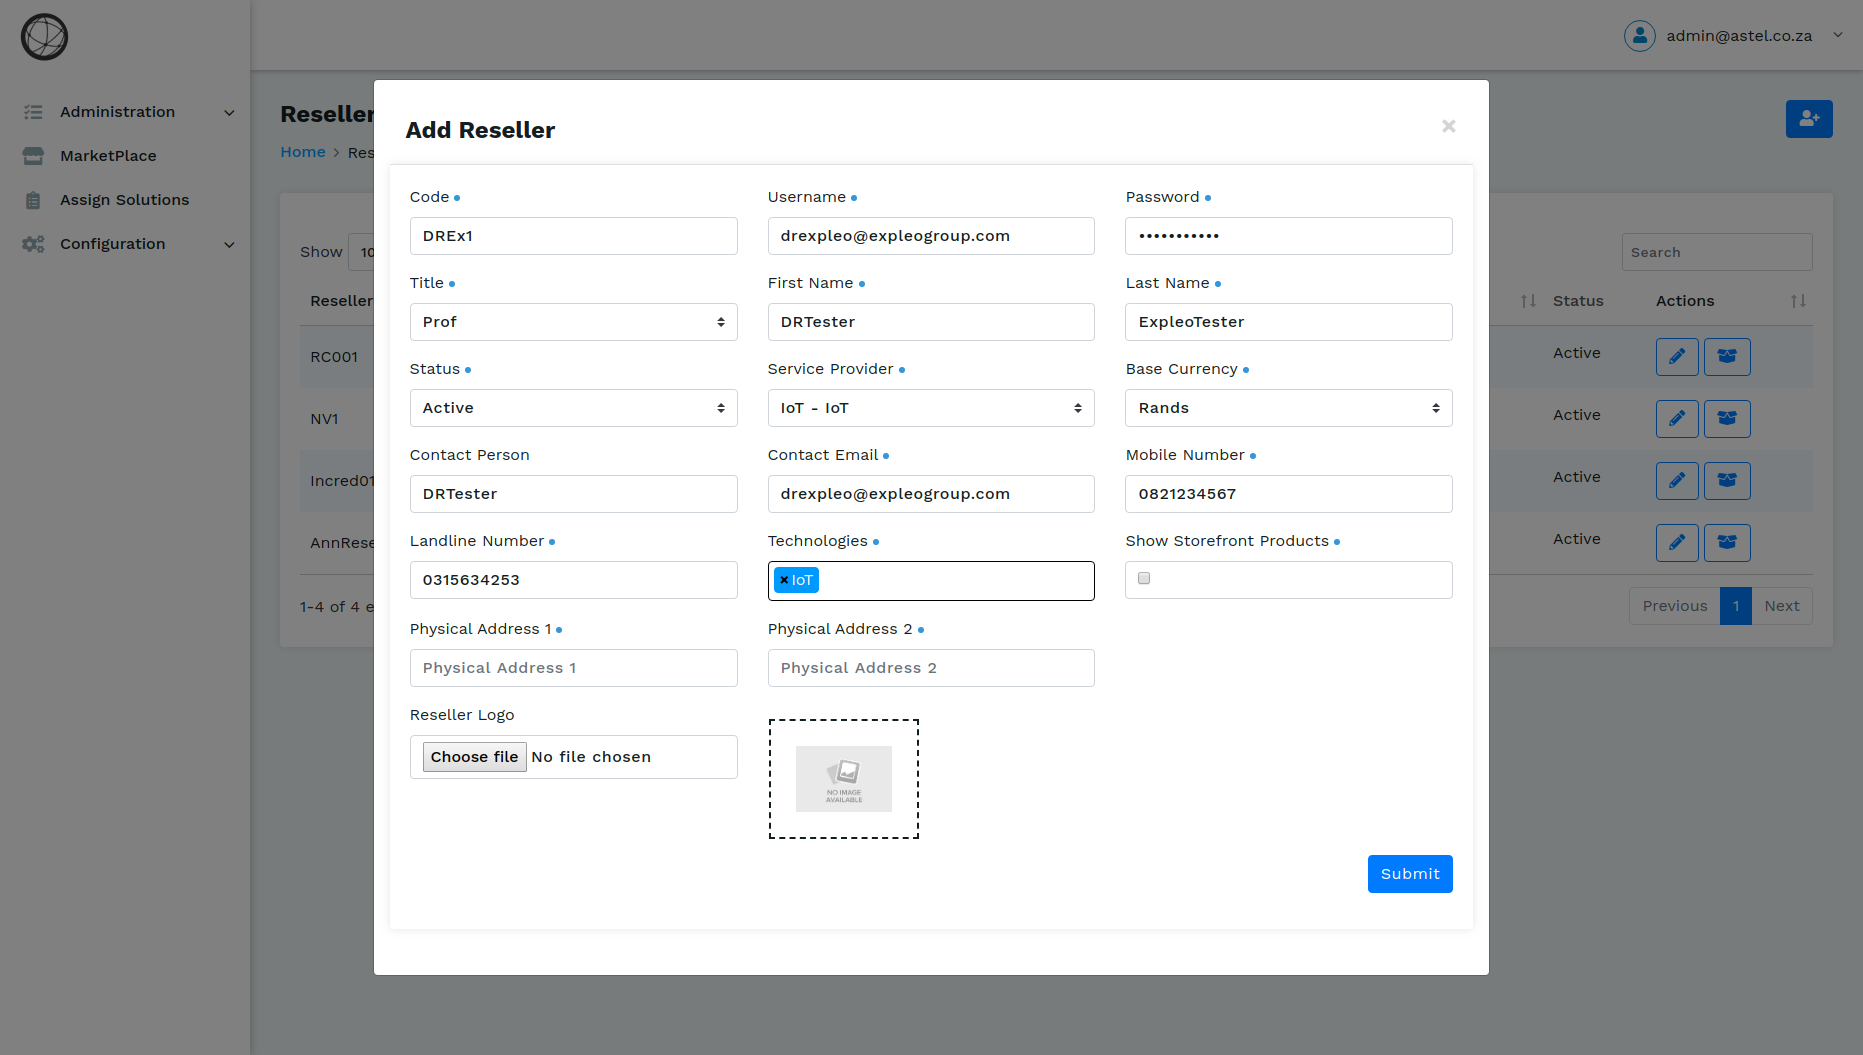 admin@astel.co.za
Administration
MarketPlace
Assign Solutions
Configuration
Reseller
Home > Res
Show 10
Search
Reseller
Status
Actions
RC001
Active
NV1
Active
Incred01
Active
AnnRese
Active
1-4 of 4 e
Previous 1 Next
Add Reseller
×
Code
Username
Password
DREx1
drexpleo@expleogroup.com
•••••••••••
Title
First Name
Last Name
Prof
DRTester
ExpleoTester
Status
Service Provider
Base Currency
Active
IoT - IoT
Rands
Contact Person
Contact Email
Mobile Number
DRTester
drexpleo@expleogroup.com
0821234567
Landline Number
Technologies
Show Storefront Products
0315634253
×IoT
Physical Address 1
Physical Address 2
Physical Address 1
Physical Address 2
Reseller Logo
Choose file No file chosen
NO IMAGE
AVAILABLE
Submit